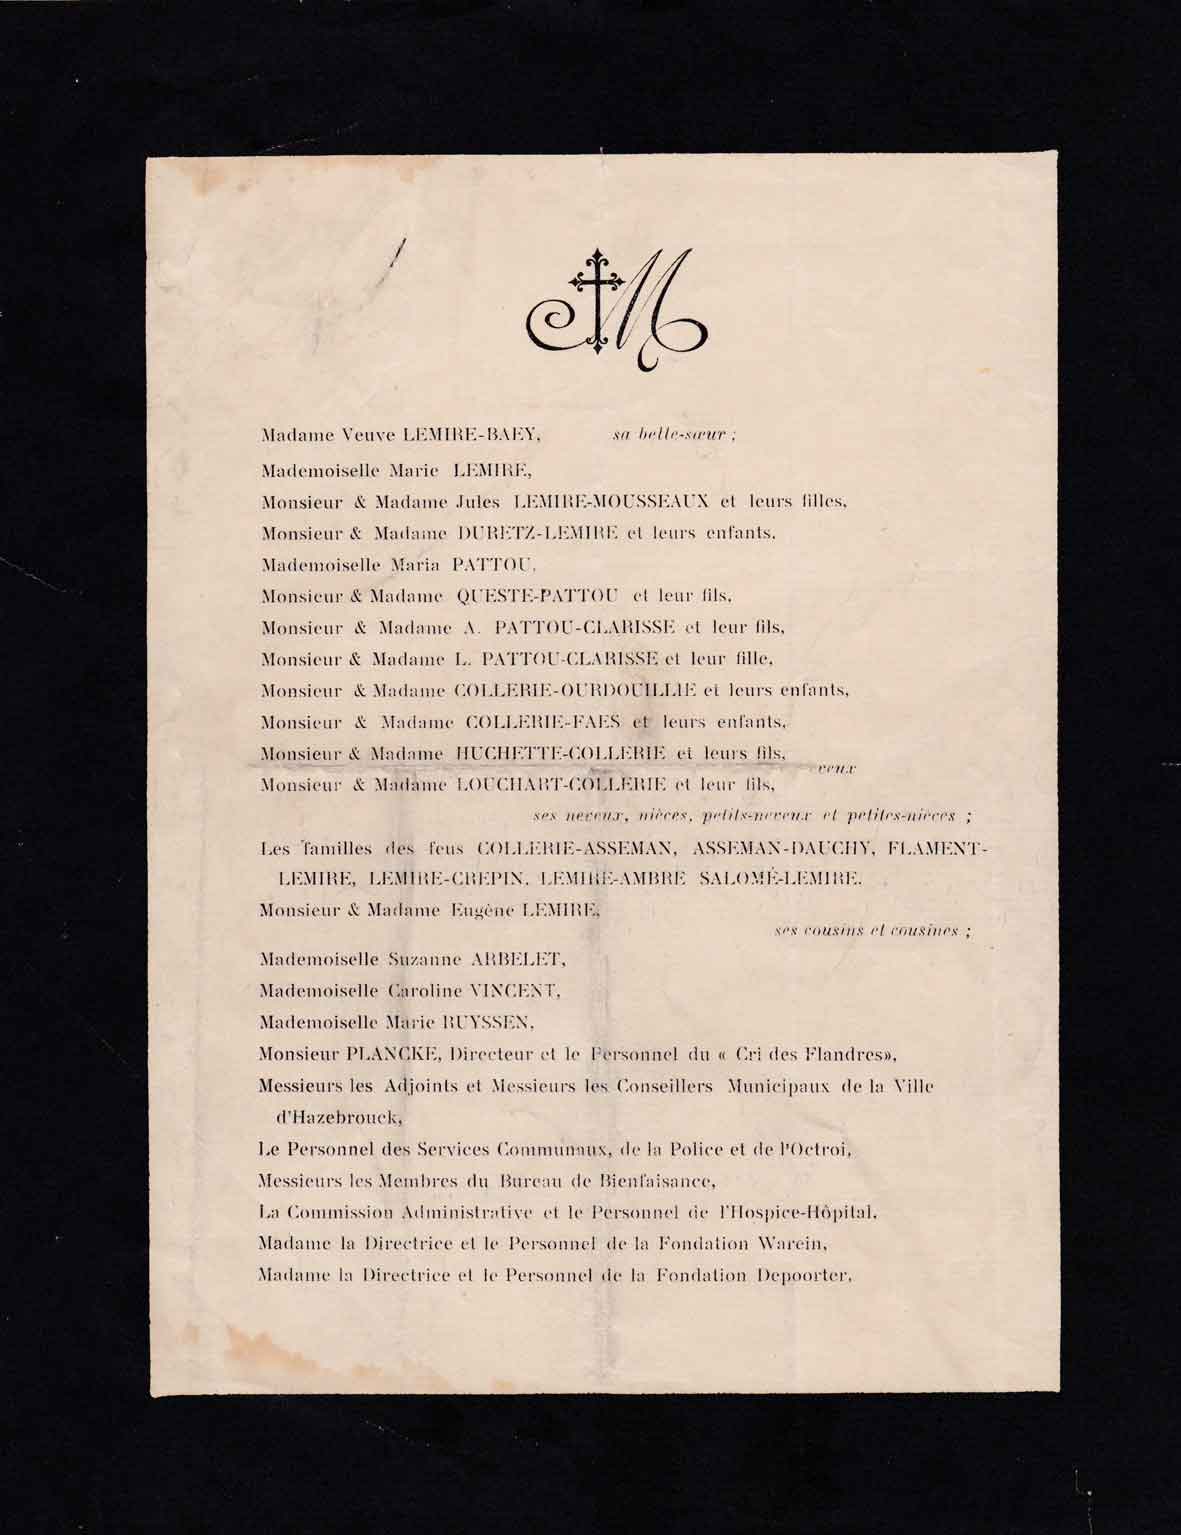 M
Madame Veuve LEMIRE-BAEY, sa belle-sœur ;
Mademoiselle Marie LEMIRE,
Monsieur & Madame Jules LEMIRE-MOUSSEAUX et leurs filles,
Monsieur & Madame DURETZ-LEMIRE et leurs enfants,
Mademoiselle Maria PATTOU,
Monsieur & Madame QUESTE-PATTOU et leur fils,
Monsieur & Madame A. PATTOU-CLARISSE et leur fils,
Monsieur & Madame L. PATTOU-CLARISSE et leur fille,
Monsieur & Madame COLLERIE-OURDOUILLIE et leurs enfants,
Monsieur & Madame COLLERIE-FAES et leurs enfants,
Monsieur & Madame HUCHETTE-COLLERIE et leurs fils,
veux
Monsieur & Madame LOUCHART-COLLERIE et leur fils,
ses neveux, nièces, petits-neveux et petites-nièces ;
Les familles des feus COLLERIE-ASSEMAN, ASSEMAN-DAUCHY, FLAMENT-
LEMIRE, LEMIRE-CREPIN, LEMIRE-AMBRE SALOMÉ-LEMIRE.
Monsieur & Madame Eugène LEMIRE,
ses cousins et cousines ;
Mademoiselle Suzanne ARBELET,
Mademoiselle Caroline VINCENT,
Mademoiselle Marie RUYSSEN,
Monsieur PLANCKE, Directeur et le Personnel du « Cri des Flandres»,
Messieurs les Adjoints et Messieurs les Conseillers Municipaux de la Ville
d'Hazebrouck,
Le Personnel des Services Communaux, de la Police et de l'Octroi,
Messieurs les Membres du Bureau de Bienfaisance,
La Commission Administrative et le Personnel de l'Hospice-Hôpital,
Madame la Directrice et le Personnel de la Fondation Warein,
Madame la Directrice et le Personnel de la Fondation Depoorter,